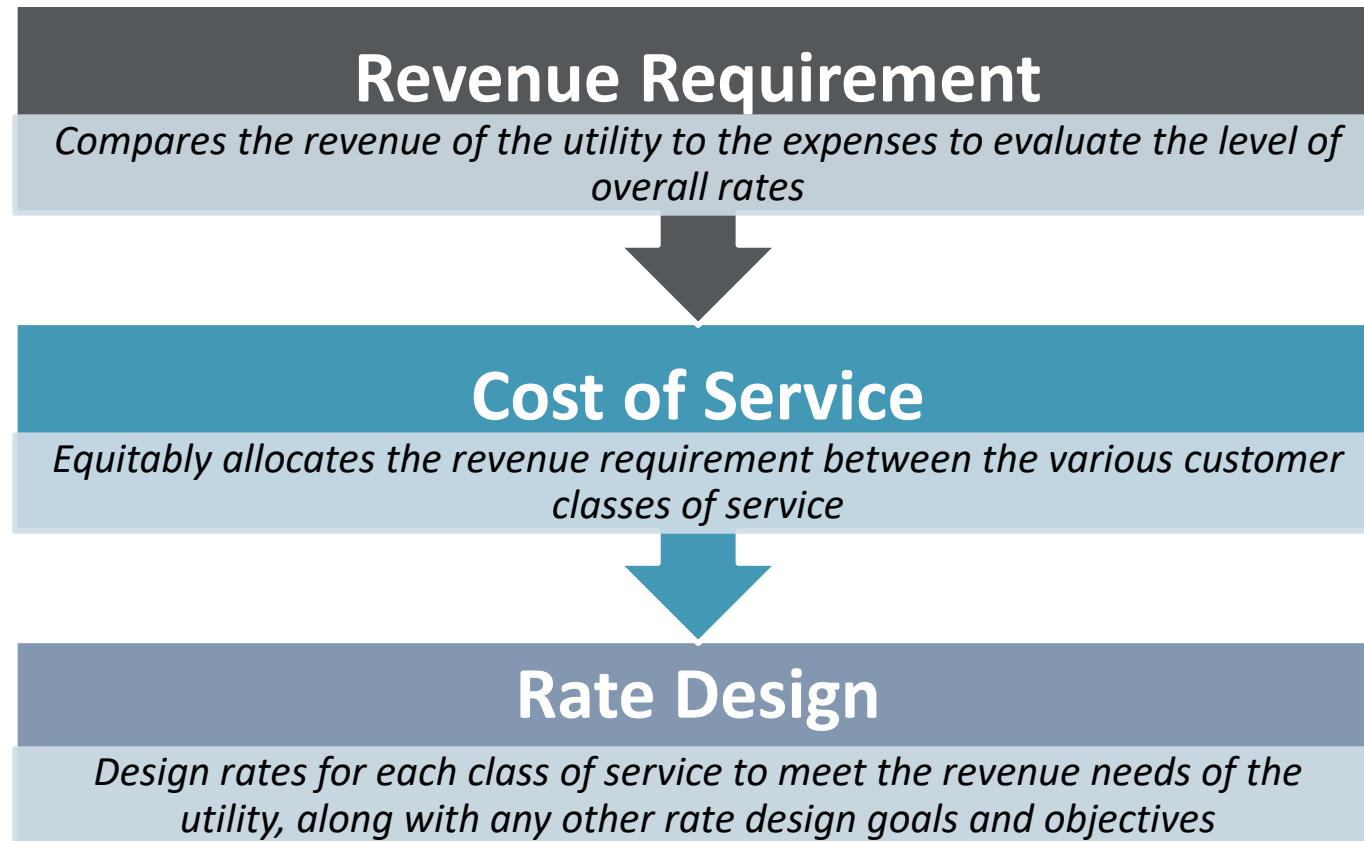 Revenue Requirement
Compares the revenue of the utility to the expenses to evaluate the level of
overall rates
Cost of Service
Equitably allocates the revenue requirement between the various customer
classes of service
Rate Design
Design rates for each class of service to meet the revenue needs of the
utility, along with any other rate design goals and objectives